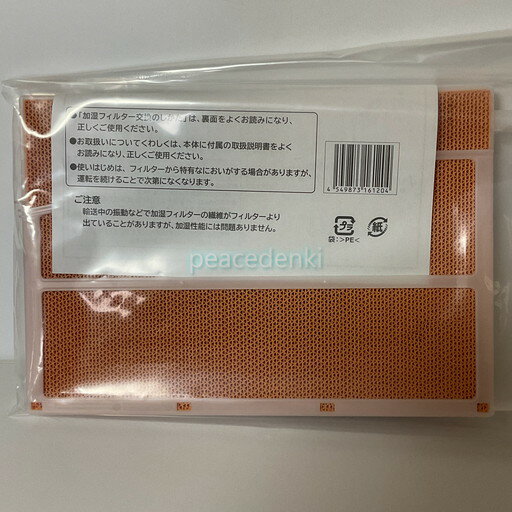 ●「加湿フィルター交換のしかた」は、裏面をよくお読みになり、
正しくご使用ください。
●お取扱いについてくわしくは、本体に付属の取扱説明書をよく
お読みになり、正しくご使用ください。
●使いはじめは、フィルターから特有なにおいがする場合がありますが、
運転を続けることで次第になくなります。
ご注意
輸送中の振動などで加湿フィルターの繊維がフィルターより
出ていることがありますが、加湿性能には問題ありません。
4 549873 161204
プラ
紙
袋:>PE<
peacedenki